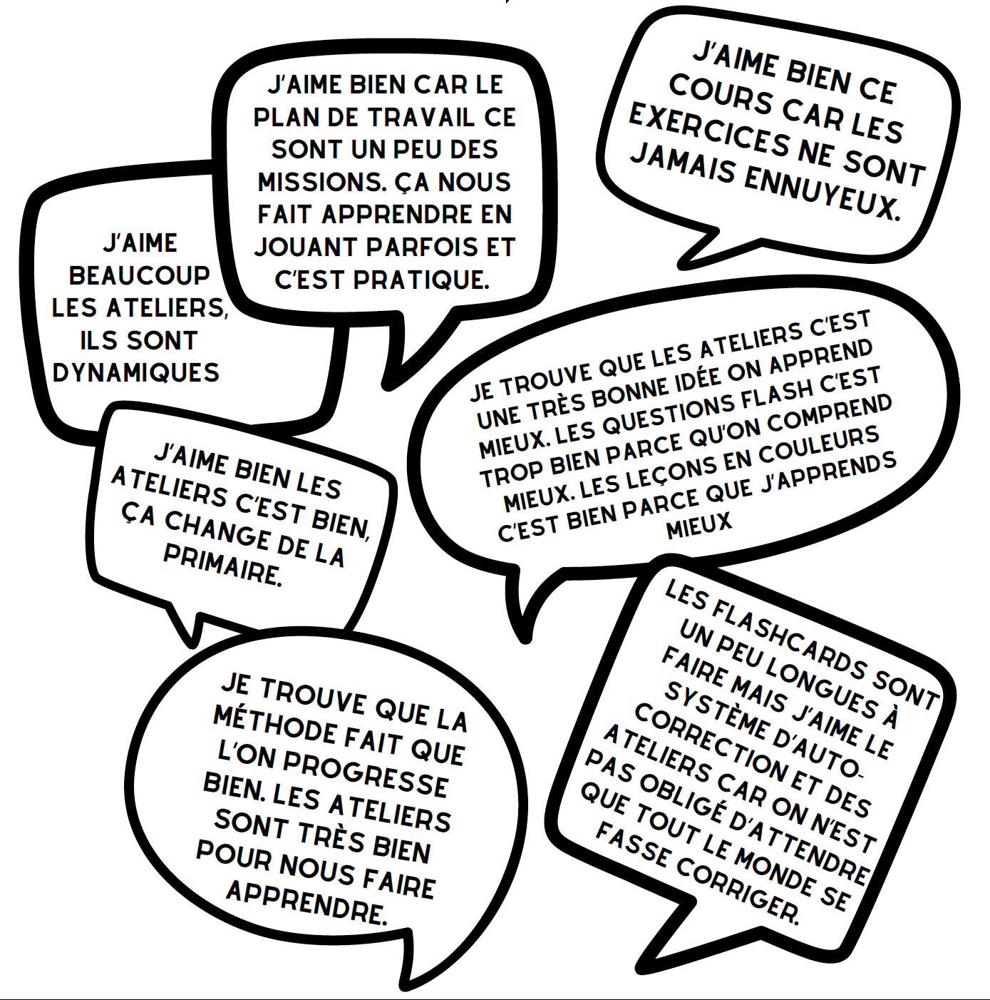 J'AIME BIEN CAR LE
PLAN DE TRAVAIL CE
SONT UN PEU DES
MISSIONS. ÇA NOUS
FAIT APPRENDRE EN
JOUANT PARFOIS ET
C'EST PRATIQUE.
J'AIME BIEN CE
COURS CAR LES
EXERCICES NE SONT
JAMAIS ENNUYEUX.
J'AIME
BEAUCOUP
LES ATELIERS,
ILS SONT
DYNAMIQUES
JE TROUVE QUE LES ATELIERS C'EST
UNE TRÈS BONNE IDÉE ON APPREND
MIEUX. LES QUESTIONS FLASH C'EST
TROP BIEN PARCE QU'ON COMPREND
MIEUX. LES LEÇONS EN COULEURS
C'EST BIEN PARCE QUE J'APPRENDS
MIEUX
J'AIME BIEN LES
ATELIERS C'EST BIEN,
ÇA CHANGE DE LA
PRIMAIRE.
LES FLASHCARDS SONT
UN PEU LONGUES À
FAIRE MAIS J'AIME LE
SYSTÈME D'AUTO-
CORRECTION ET DES
ATELIERS CAR ON N'EST
PAS OBLIGÉ D'ATTENDRE
QUE TOUT LE MONDE SE
FASSE CORRIGER.
JE TROUVE QUE LA
MÉTHODE FAIT QUE
L'ON PROGRESSE
BIEN. LES ATELIERS
SONT TRÈS BIEN
POUR NOUS FAIRE
APPRENDRE.